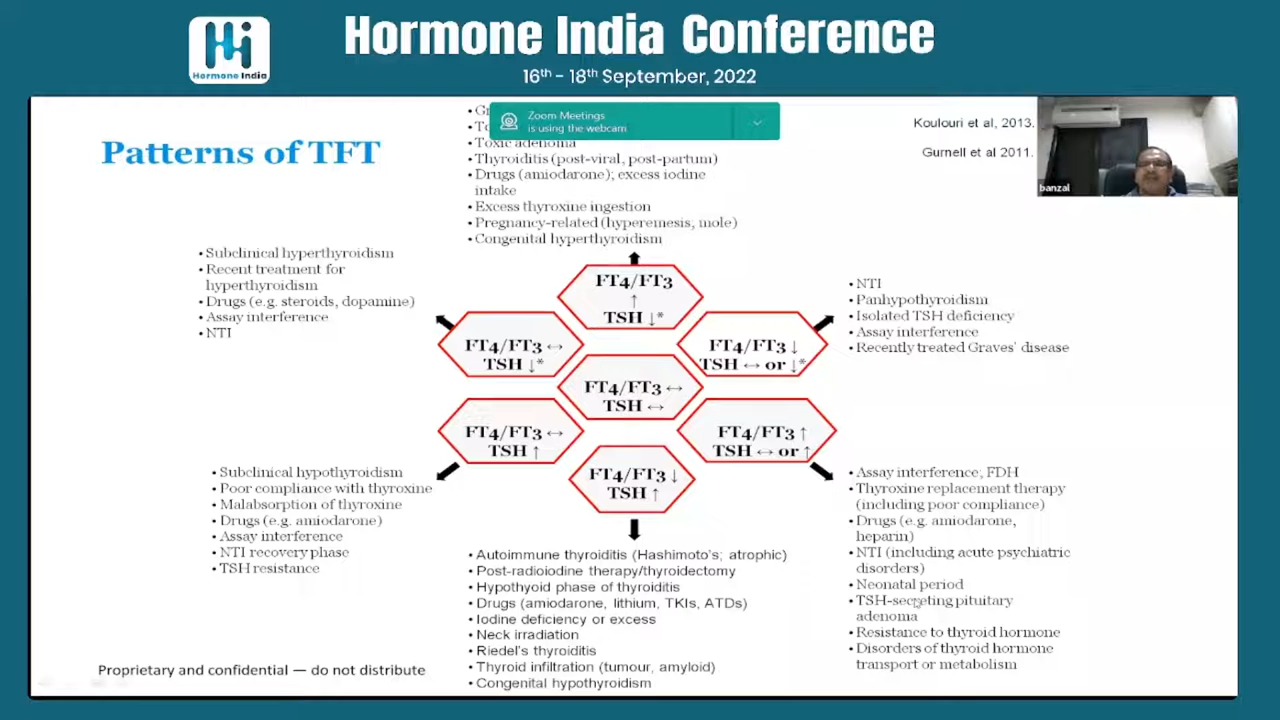 Hormone India
Hormone India Conference
16th - 18th September, 2022
Patterns of TFT
Zoom Meetings
is using the webcam
Koulouri et al, 2013.
Gurnell et al 2011.
banzal
• Toxic adenoma
• Thyroiditis (post-viral, post-partum)
• Drugs (amiodarone); excess iodine
intake
• Excess thyroxine ingestion
• Pregnancy-related (hyperemesis, mole)
• Congenital hyperthyroidism
• Subclinical hyperthyroidism
• Recent treatment for
hyperthyroidism
• Drugs (e.g. steroids, dopamine)
• Assay interference
• NTI
FT4/FT3
↑
TSH ↓*
• NTI
• Panhypothyroidism
• Isolated TSH deficiency
• Assay interference
• Recently treated Graves' disease
FT4/FT3 ↔
TSH ↓*
FT4/FT3 ↓
TSH ↔ or ↓*
FT4/FT3 ↔
TSH ↔
FT4/FT3 ↔
TSH ↑
FT4/FT3 ↑
TSH ↔ or ↑
FT4/FT3 ↓
TSH ↑
• Subclinical hypothyroidism
• Poor compliance with thyroxine
• Malabsorption of thyroxine
• Drugs (e.g. amiodarone)
• Assay interference
• NTI recovery phase
• TSH resistance
• Assay interference; FDH
• Thyroxine replacement therapy
(including poor compliance)
• Drugs (e.g. amiodarone,
heparin)
• NTI (including acute psychiatric
disorders)
• Neonatal period
• TSH-secreting pituitary
adenoma
• Resistance to thyroid hormone
• Disorders of thyroid hormone
transport or metabolism
• Autoimmune thyroiditis (Hashimoto's; atrophic)
• Post-radioiodine therapy/thyroidectomy
• Hypothyoid phase of thyroiditis
• Drugs (amiodarone, lithium, TKIs, ATDs)
• Iodine deficiency or excess
• Neck irradiation
• Riedel's thyroiditis
• Thyroid infiltration (tumour, amyloid)
• Congenital hypothyroidism
Proprietary and confidential — do not distribute